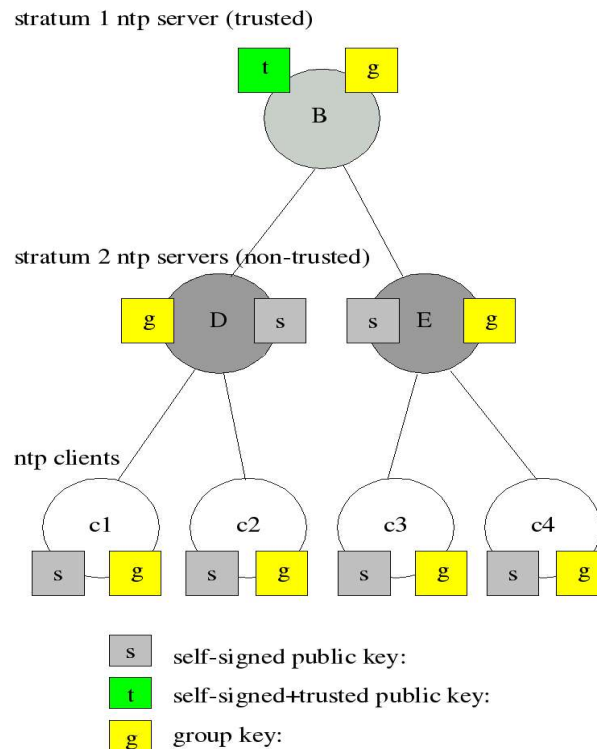 stratum 1 ntp server (trusted)
t g
B
stratum 2 ntp servers (non-trusted)
g D s s E g
ntp clients
c1 c2 c3 c4
s g s g s g s g
s self-signed public key:
t self-signed+trusted public key:
g group key: